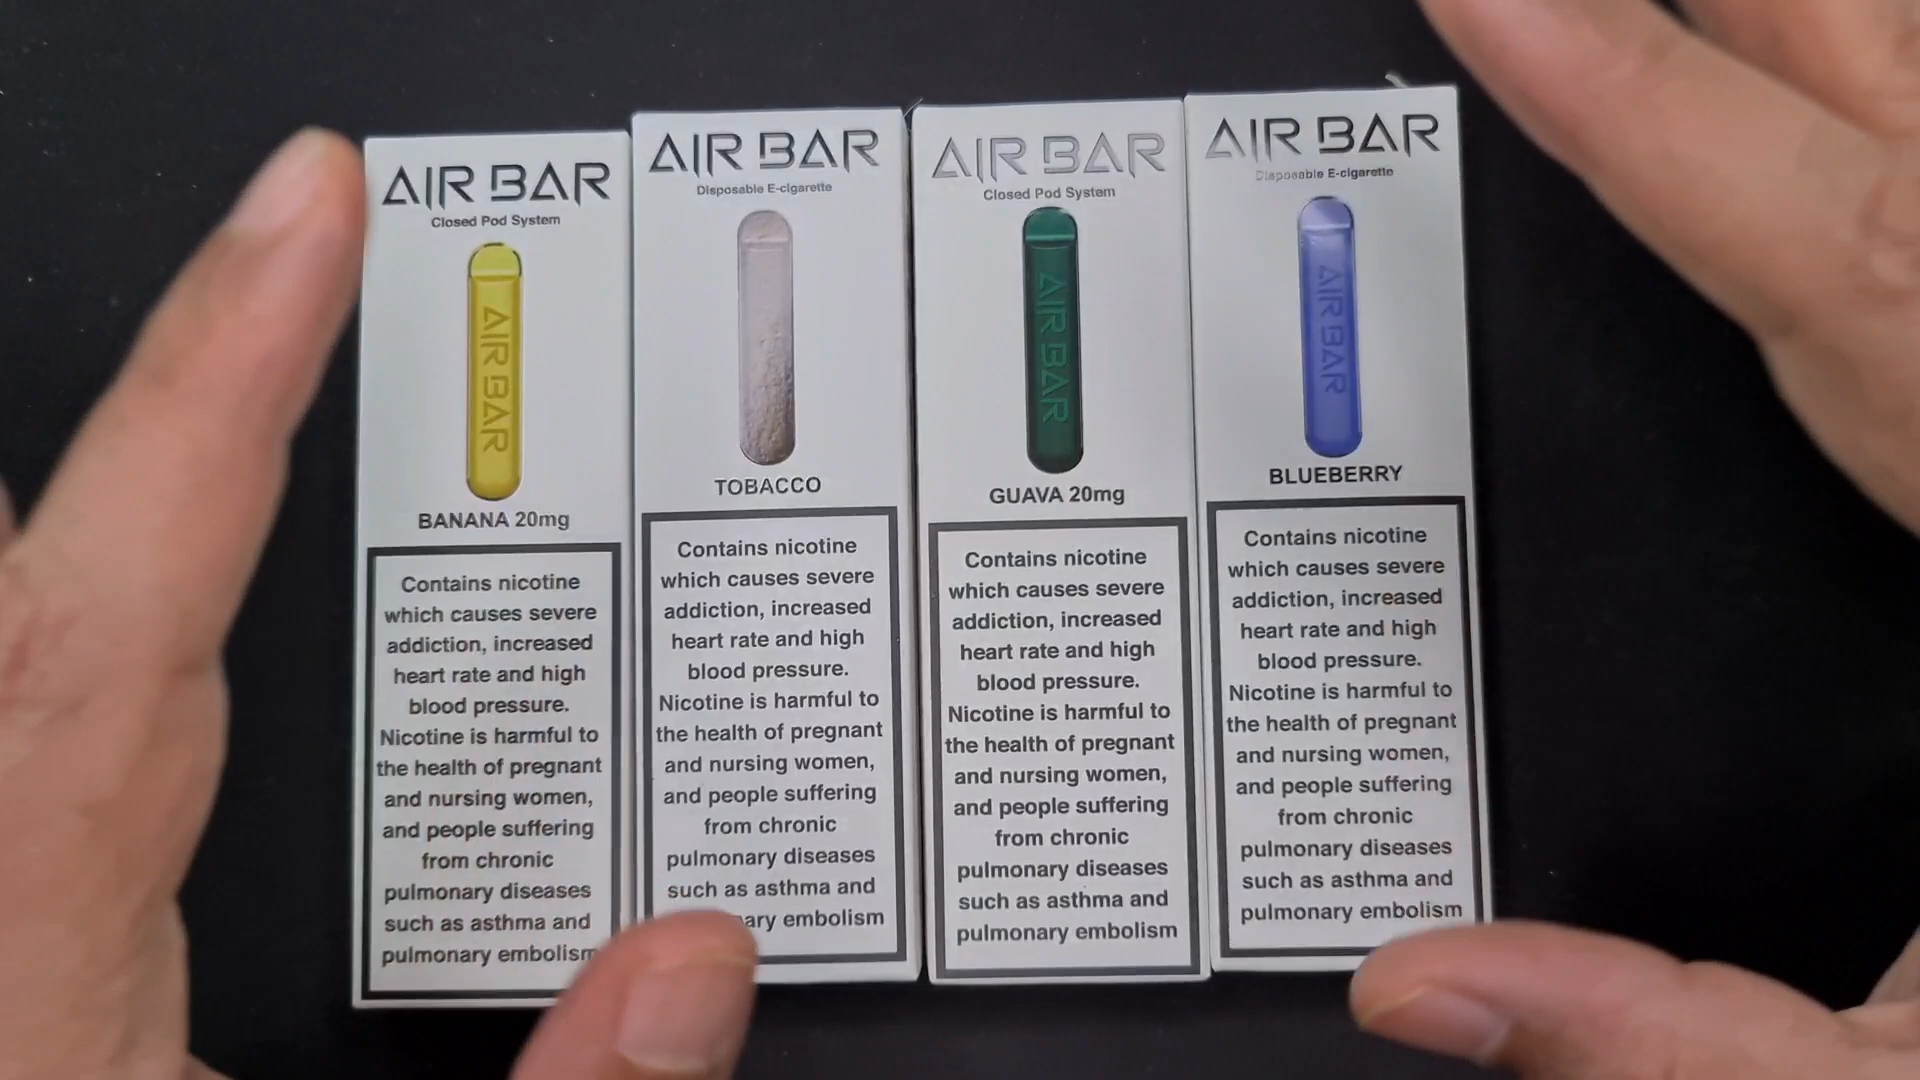 AIR BAR
Closed Pod System
AIR BAR
BANANA 20mg
Contains nicotine
which causes severe
addiction, increased
heart rate and high
blood pressure.
Nicotine is harmful to
the health of pregnant
and nursing women,
and people suffering
from chronic
pulmonary diseases
such as asthma and
pulmonary embolism
AIR BAR
Disposable E-cigarette
TOBACCO
Contains nicotine
which causes severe
addiction, increased
heart rate and high
blood pressure.
Nicotine is harmful to
the health of pregnant
and nursing women,
and people suffering
from chronic
pulmonary diseases
such as asthma and
embolism
AIR BAR
Closed Pod System
AIR BAR
GUAVA 20mg
Contains nicotine
which causes severe
addiction, increased
heart rate and high
blood pressure.
Nicotine is harmful to
the health of pregnant
and nursing women,
and people suffering
from chronic
pulmonary diseases
such as asthma and
pulmonary embolism
AIR BAR
Disposable E-cigarette
AIR BAR
BLUEBERRY
Contains nicotine
which causes severe
addiction, increased
heart rate and high
blood pressure.
Nicotine is harmful to
the health of pregnant
and nursing women,
and people suffering
from chronic
pulmonary diseases
such as asthma and
pulmonary embolism